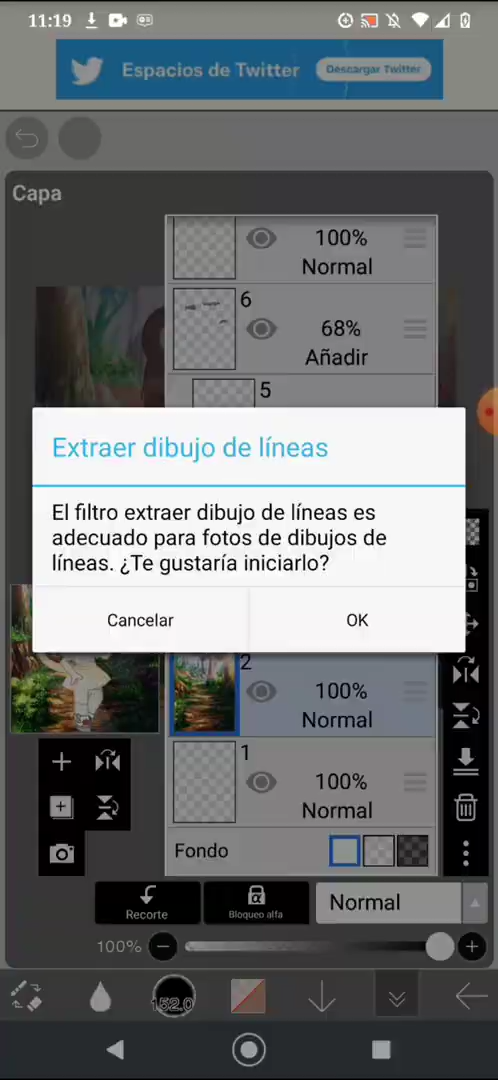 11:19
Espacios de Twitter
Descargar Twitter
Capa
100%
Normal
6
68%
Añadir
5
Extraer dibujo de líneas
El filtro extraer dibujo de líneas es
adecuado para fotos de dibujos de
líneas. ¿Te gustaría iniciarlo?
Cancelar
OK
2
100%
Normal
1
100%
Normal
Fondo
Recorte
α
Bloqueo alfa
Normal
100%
152.0